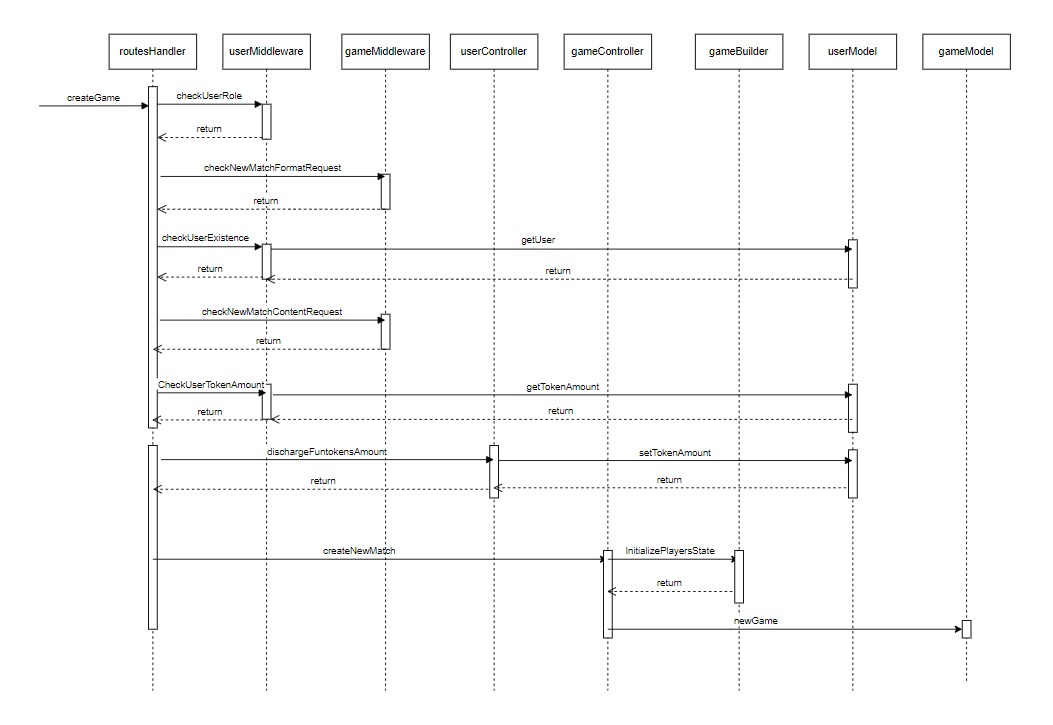 routesHandler
userMiddleware
gameMiddleware
userController
gameController
gameBuilder
userModel
gameModel
createGame
checkUserRole
return
checkNewMatchFormatRequest
return
checkUserExistence
getUser
return
return
checkNewMatchContentRequest
return
CheckUserTokenAmount
getTokenAmount
return
return
dischargeFuntokensAmount
setTokenAmount
return
return
createNewMatch
InitializePlayersState
return
newGame